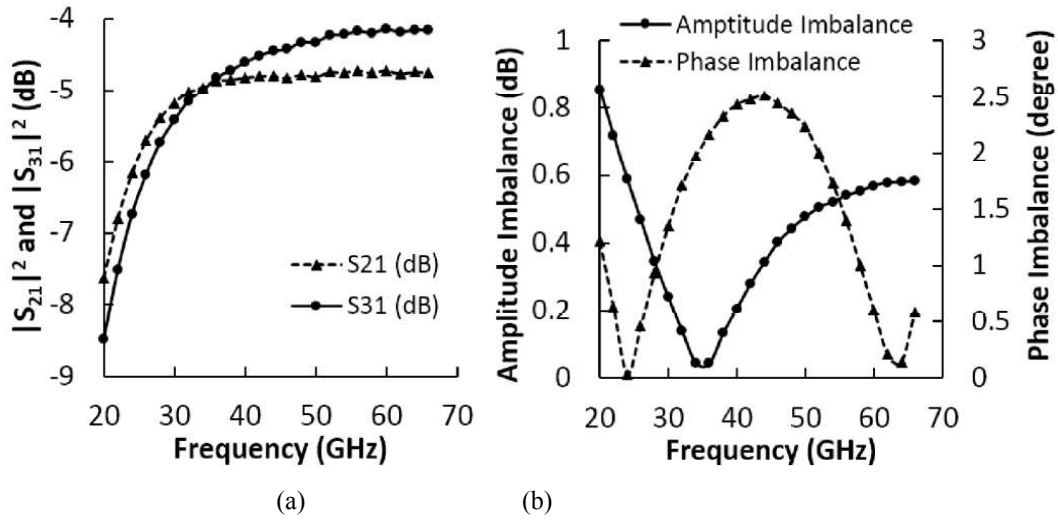 -4
-5
-6
-7
-8
-9
|S21|² and |S31|² (dB)
S21 (dB)
S31 (dB)
20 30 40 50 60 70
Frequency (GHz)
(a)
Amptitude Imbalance
Phase Imbalance
1
0.8
0.6
0.4
0.2
0
Amplitude Imbalance (dB)
3
2.5
2
1.5
1
0.5
0
Phase Imbalance (degree)
20 30 40 50 60 70
Frequency (GHz)
(b)